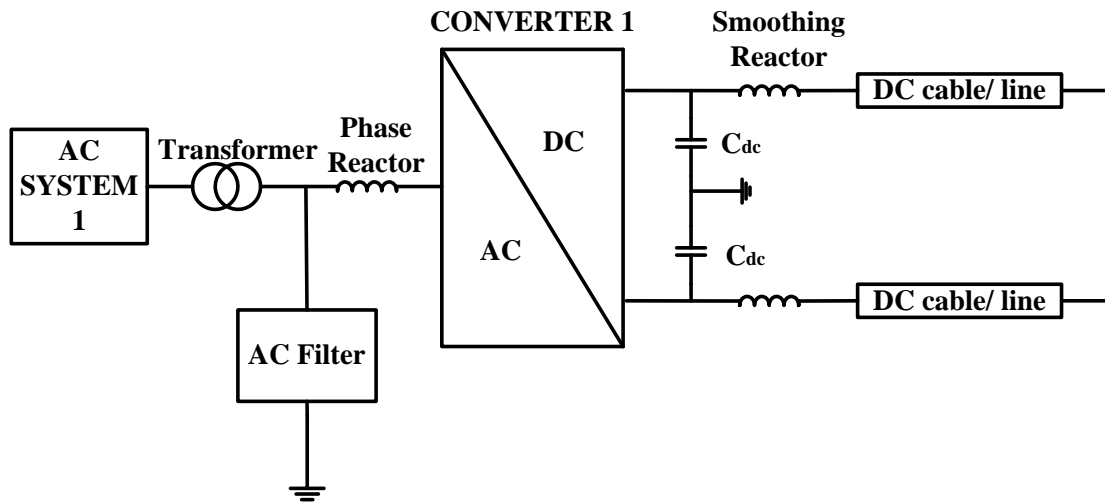 CONVERTER 1
Smoothing
Reactor
DC cable/ line
AC
SYSTEM
1
Transformer
Phase
Reactor
DC
AC
Cdc
Cdc
DC cable/ line
AC Filter